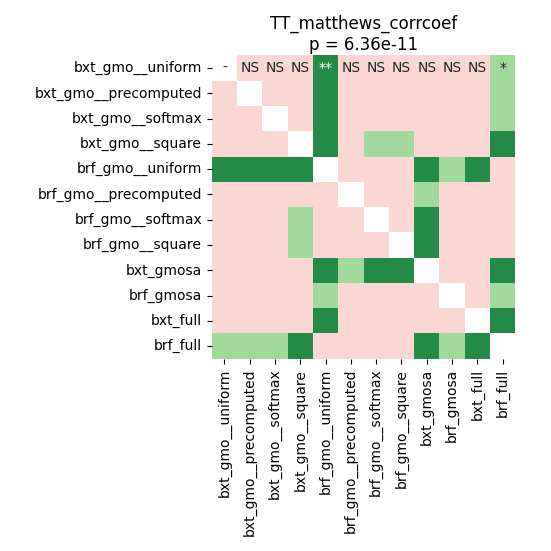 TT_matthews_corrcoef
p = 6.36e-11
bxt_gmo__uniform - NS NS NS ** NS NS NS NS NS NS *
bxt_gmo__precomputed
bxt_gmo__softmax
bxt_gmo__square
brf_gmo__uniform
brf_gmo__precomputed
brf_gmo__softmax
brf_gmo__square
bxt_gmosa
brf_gmosa
bxt_full
brf_full
bxt_gmo__uniform
bxt_gmo__precomputed
bxt_gmo__softmax
bxt_gmo__square
brf_gmo__uniform
brf_gmo__precomputed
brf_gmo__softmax
brf_gmo__square
bxt_gmosa
brf_gmosa
bxt_full
brf_full